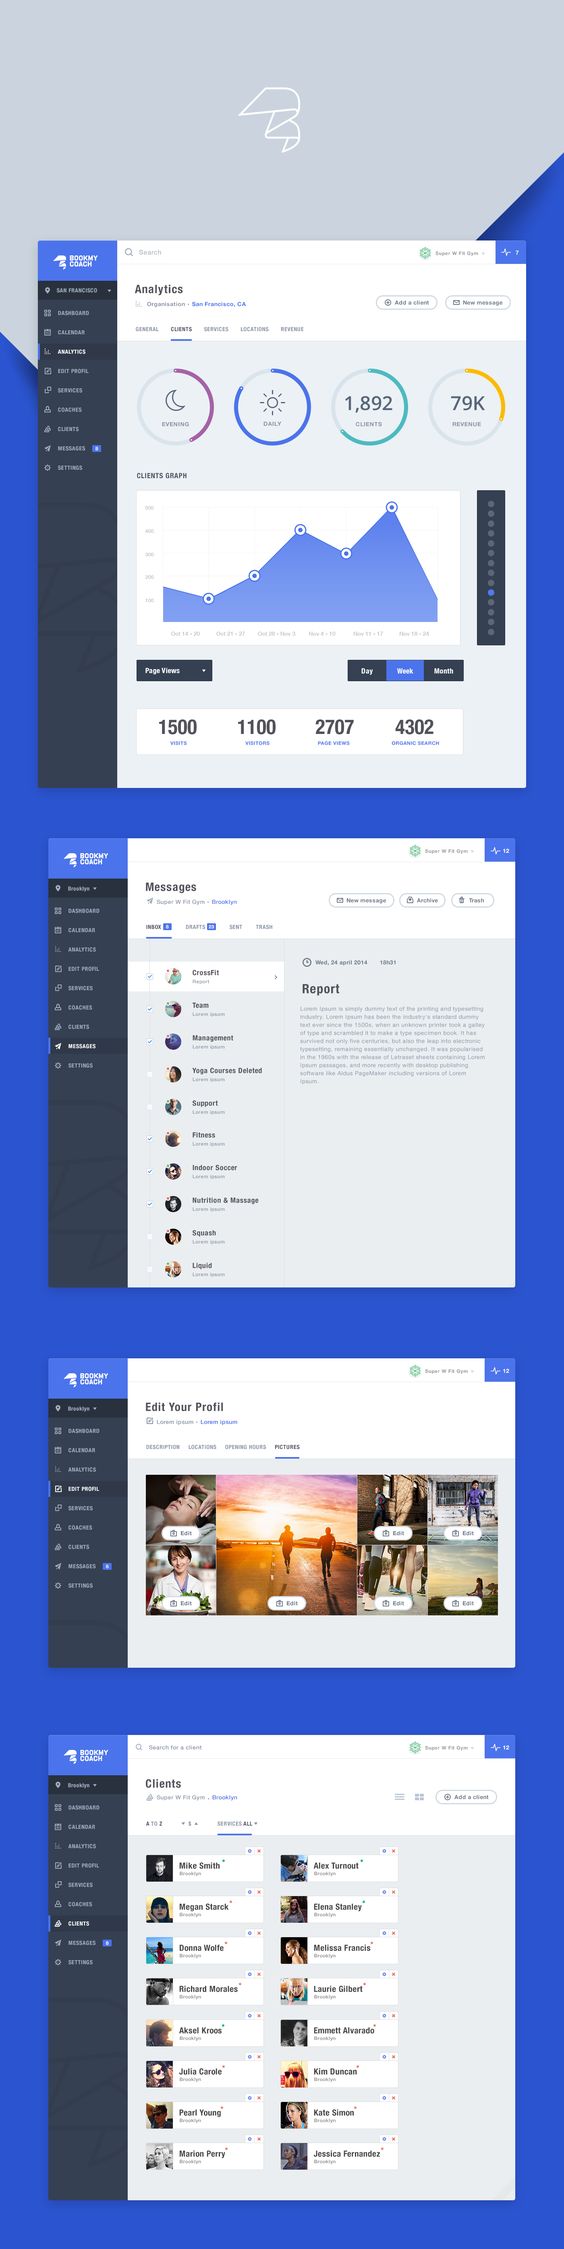 BOOKMY
COACH
Search
Super W Fit Gym
7
SAN FRANCISCO
DASHBOARD
CALENDAR
ANALYTICS
EDIT PROFIL
SERVICES
COACHES
CLIENTS
MESSAGES 5
SETTINGS
Analytics
Organisation • San Francisco, CA
Add a client
New message
GENERAL CLIENTS SERVICES LOCATIONS REVENUE
EVENING
DAILY
1,892
CLIENTS
79K
REVENUE
CLIENTS GRAPH
500
400
300
200
100
Oct 14 • 20 Oct 21 • 27 Oct 28 • Nov 3 Nov 4 • 10 Nov 11 • 17 Nov 18 • 24
Page Views
Day Week Month
1500 1100 2707 4302
VISITS VISITORS PAGE VIEWS ORGANIC SEARCH
BOOKMY
COACH
Super W Fit Gym
12
Brooklyn
DASHBOARD
CALENDAR
ANALYTICS
EDIT PROFIL
SERVICES
COACHES
CLIENTS
MESSAGES
SETTINGS
Messages
Super W Fit Gym • Brooklyn
New message
Archive
Trash
INBOX 5 DRAFTS 23 SENT TRASH
CrossFit
Report
Team
Lorem ipsum
Management
Lorem ipsum
Yoga Courses Deleted
Lorem ipsum
Support
Lorem ipsum
Fitness
Lorem ipsum
Indoor Soccer
Lorem ipsum
Nutrition & Massage
Lorem ipsum
Squash
Lorem ipsum
Liquid
Lorem ipsum
Wed, 24 april 2014 18h31
Report
Lorem Ipsum is simply dummy text of the printing and typesetting
industry. Lorem Ipsum has been the industry's standard dummy
text ever since the 1500s, when an unknown printer took a galley
of type and scrambled it to make a type specimen book. It has
survived not only five centuries, but also the leap into electronic
typesetting, remaining essentially unchanged. It was popularised
in the 1960s with the release of Letraset sheets containing Lorem
Ipsum passages, and more recently with desktop publishing
software like Aldus PageMaker including versions of Lorem
Ipsum.
BOOKMY
COACH
Super W Fit Gym
12
Brooklyn
DASHBOARD
CALENDAR
ANALYTICS
EDIT PROFIL
SERVICES
COACHES
CLIENTS
MESSAGES 5
SETTINGS
Edit Your Profil
Lorem ipsum • Lorem ipsum
DESCRIPTION LOCATIONS OPENING HOURS PICTURES
Edit
Edit
Edit
Edit
Edit
Edit
Edit
BOOKMY
COACH
Search for a client
Super W Fit Gym
12
Brooklyn
DASHBOARD
CALENDAR
ANALYTICS
EDIT PROFIL
SERVICES
COACHES
CLIENTS
MESSAGES 5
SETTINGS
Clients
Super W Fit Gym • Brooklyn
Add a client
A TO Z $ SERVICES ALL
Mike Smith
Brooklyn
Alex Turnout
Brooklyn
Megan Starck
Brooklyn
Elena Stanley
Brooklyn
Donna Wolfe
Brooklyn
Melissa Francis
Brooklyn
Richard Morales
Brooklyn
Laurie Gilbert
Brooklyn
Aksel Kroos
Brooklyn
Emmett Alvarado
Brooklyn
Julia Carole
Brooklyn
Kim Duncan
Brooklyn
Pearl Young
Brooklyn
Kate Simon
Brooklyn
Marion Perry
Brooklyn
Jessica Fernandez
Brooklyn